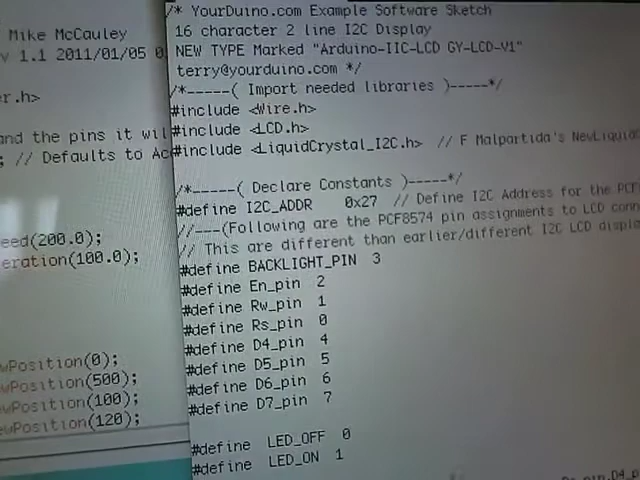 Mike McCauley
1.1 2011/01/05
er.h>
and the pins it wil
; // Defaults to Ac
eed(200.0);
eration(100.0);
wPosition(0);
wPosition(500);
wPosition(100);
wPosition(120);
/* YourDuino.com Example Software Sketch
16 character 2 line I2C Display
NEW TYPE Marked "Arduino-IIC-LCD GY-LCD-V1"
terry@yourduino.com */
/*-----( Import needed libraries )-----*/
#include <Wire.h>
#include <LCD.h>
#include <LiquidCrystal_I2C.h> // F Malpartida's NewLiquid
/*-----( Declare Constants )-----*/
#define I2C_ADDR 0x27 // Define I2C Address for the PCF
//---(Following are the PCF8574 pin assignments to LCD conn
// This are different than earlier/different I2C LCD displa
#define BACKLIGHT_PIN 3
#define En_pin 2
#define Rw_pin 1
#define Rs_pin 0
#define D4_pin 4
#define D5_pin 5
#define D6_pin 6
#define D7_pin 7
#define LED_OFF 0
#define LED_ON 1